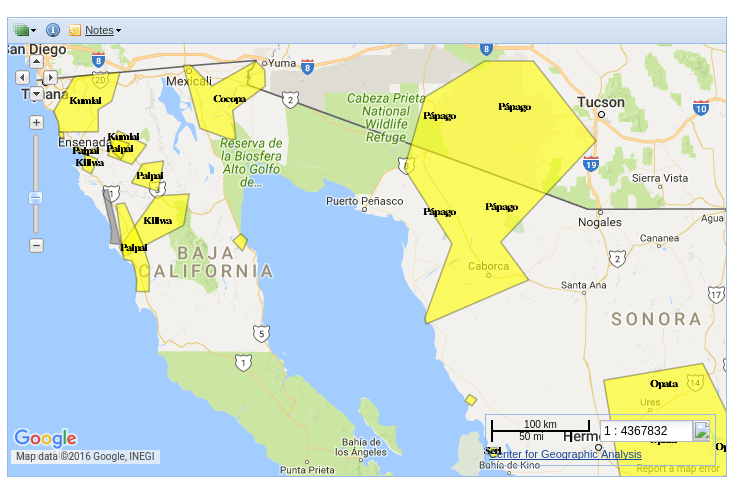 Notes
San Diego
8
Yuma
8
8
20
Mexicali
Tijuana
Kumiai
Cocopa
2
Cabeza Prieta
National
Wildlife
Refuge
Pápago
Pápago
Tucson
10
Ensenada
Kumiai
Paipai
Paipai
Kiliwa
Reserva de
la Biosfera
Alto Golfo
de...
8
19
Paipai
3
Sierra Vista
1
Puerto Peñasco
Pápago
Pápago
Kiliwa
Nogales
Agua
Paipai
BAJA
CALIFORNIA
Cananea
2
Caborca
Santa Ana
17
SONORA
5
1
Opata
14
Ures
100 km
50 mi
1 : 4367832
Hermo
Google
Map data ©2016 Google, INEGI
Bahía de
los Ángeles
Seri
Center for Geographic Analysis
Bahía de Kino
Report a map error
Punta Prieta